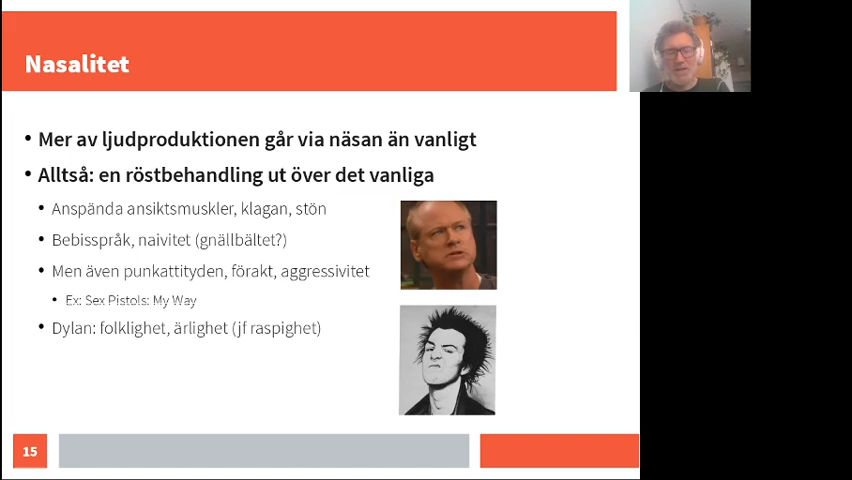 Nasalitet
Mer av ljudproduktionen går via näsan än vanligt
Alltså: en röstbehandling ut över det vanliga
Anspända ansiktsmuskler, klagan, stön
Bebisspråk, naivitet (gnällbältet?)
Men även punkattityden, förakt, aggressivitet
Ex: Sex Pistols: My Way
Dylan: folklighet, ärlighet (jf raspighet)
15